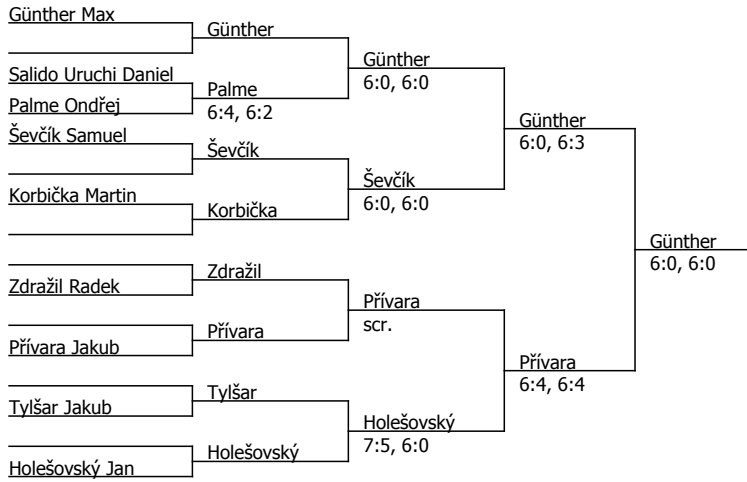 Günther Max
Salido Uruchi Daniel
Palme Ondřej
Ševčík Samuel
Korbička Martin
Zdražil Radek
Přívara Jakub
Tylšar Jakub
Holešovský Jan
Günther
Palme
6:4, 6:2
Ševčík
Korbička
Zdražil
Přívara
Tylšar
Holešovský
Günther
6:0, 6:0
Ševčík
6:0, 6:0
Přívara
scr.
Holešovský
7:5, 6:0
Günther
6:0, 6:3
Přívara
6:4, 6:4
Günther
6:0, 6:0